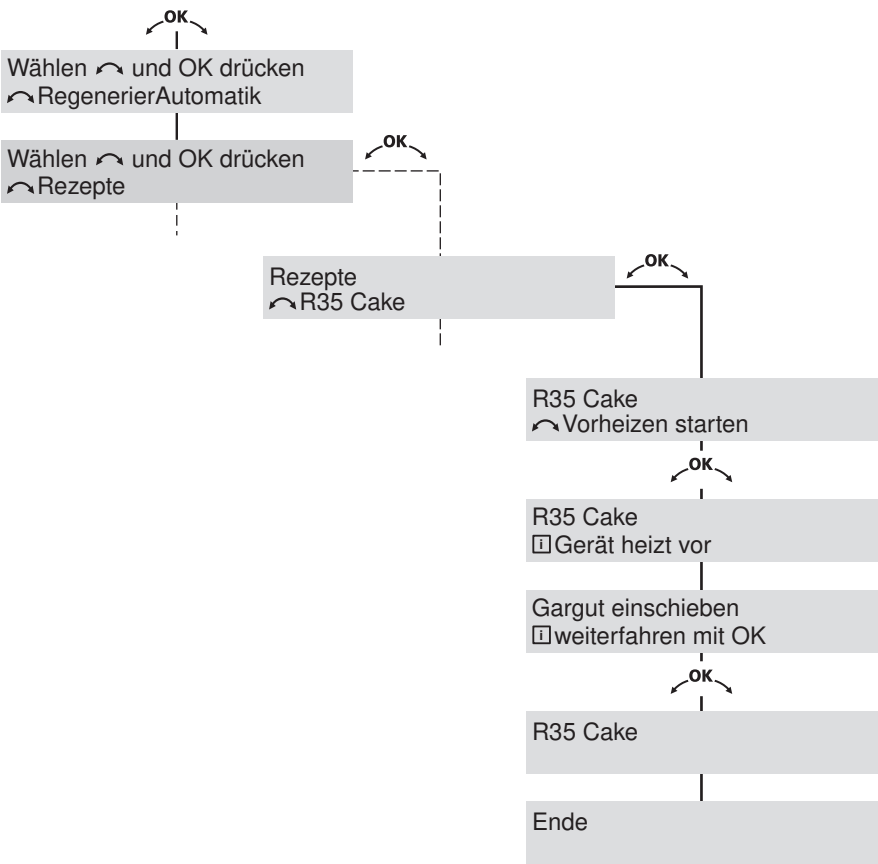 OK
Wählen und OK drücken
RegenerierAutomatik
OK
Wählen und OK drücken
Rezepte
OK
Rezepte
R35 Cake
R35 Cake
Vorheizen starten
OK
R35 Cake
i Gerät heizt vor
Gargut einschieben
i weiterfahren mit OK
OK
R35 Cake
Ende